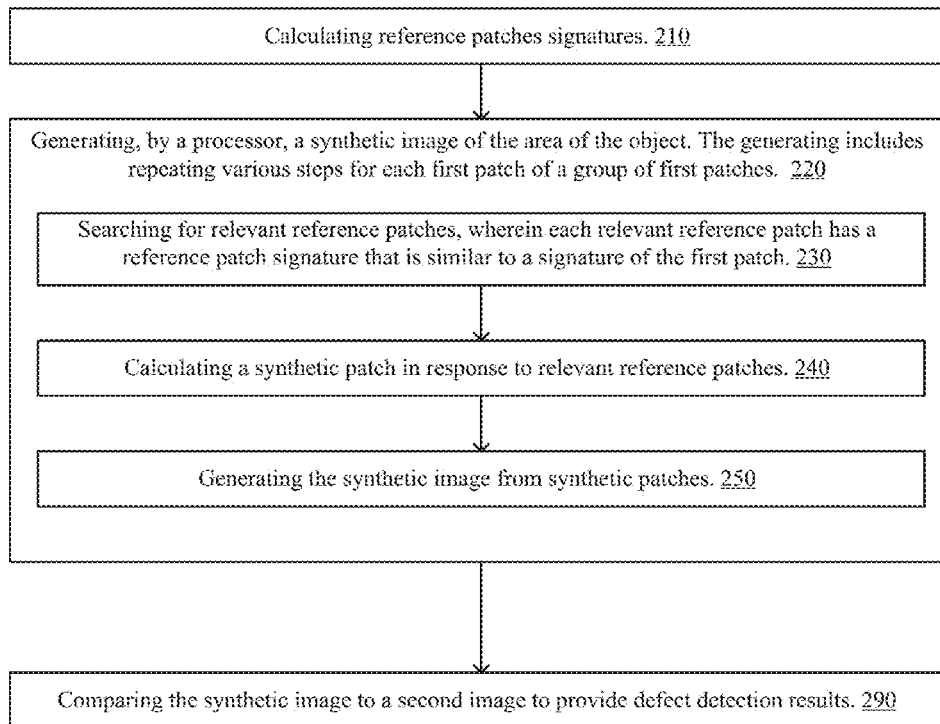 Calculating reference patches signatures. 210
Generating, by a processor, a synthetic image of the area of the object. The generating includes
repeating various steps for each first patch of a group of first patches. 220
Searching for relevant reference patches, wherein each relevant reference patch has a
reference patch signature that is similar to a signature of the first patch. 230
Calculating a synthetic patch in response to relevant reference patches. 240
Generating the synthetic image from synthetic patches. 250
Comparing the synthetic image to a second image to provide defect detection results. 290